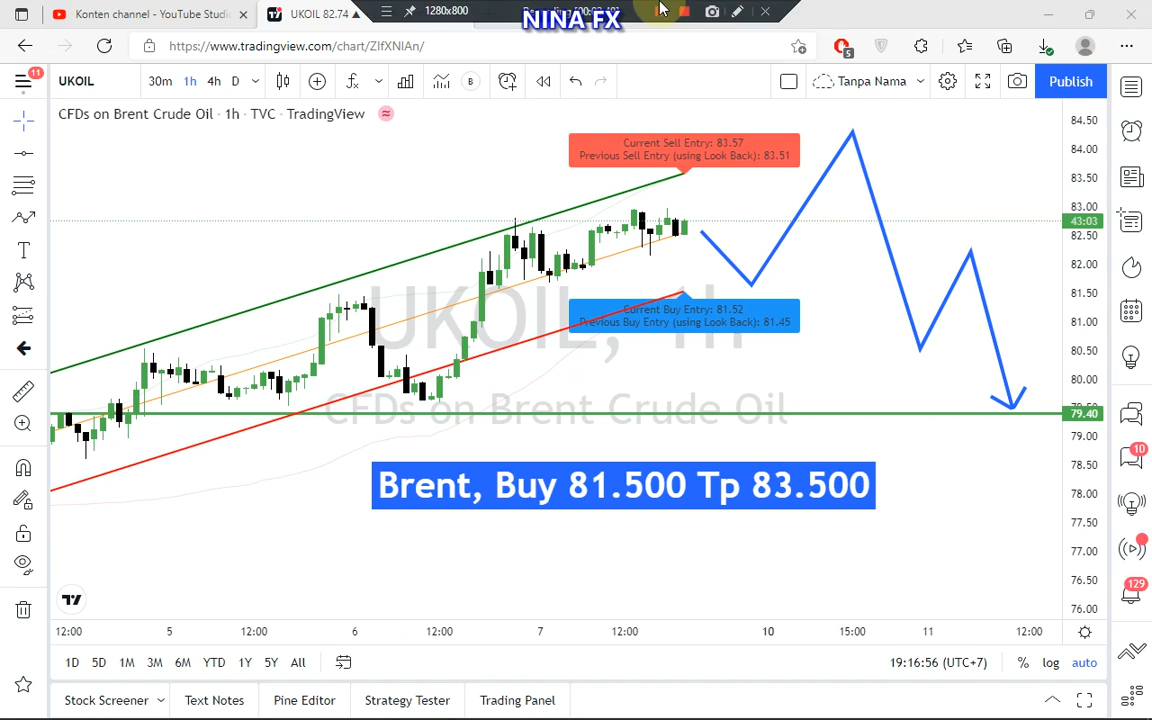 Konten channel - YouTube Studi
UKOIL 82.74
1280x800
NINA FX
https://www.tradingview.com/chart/ZIfXNIAn/
5
11
UKOIL
30m
1h
4h
D
B
Tanpa Nama
Publish
CFDs on Brent Crude Oil · 1h · TVC · TradingView
Current Sell Entry: 83.57
Previous Sell Entry (using Look Back): 83.51
Current Buy Entry: 81.52
Previous Buy Entry (using Look Back): 81.45
UKOIL, 1h
CFDs on Brent Crude Oil
Brent, Buy 81.500 Tp 83.500
84.50
84.00
83.50
83.00
43:03
82.50
82.00
81.50
81.00
80.50
80.00
79.40
79.00
78.50
78.00
77.50
77.00
76.50
76.00
10
129
12:00
5
12:00
6
12:00
7
12:00
10
15:00
11
12:00
1D
5D
1M
3M
6M
YTD
1Y
5Y
All
19:16:56 (UTC+7)
%
log
auto
Stock Screener
Text Notes
Pine Editor
Strategy Tester
Trading Panel